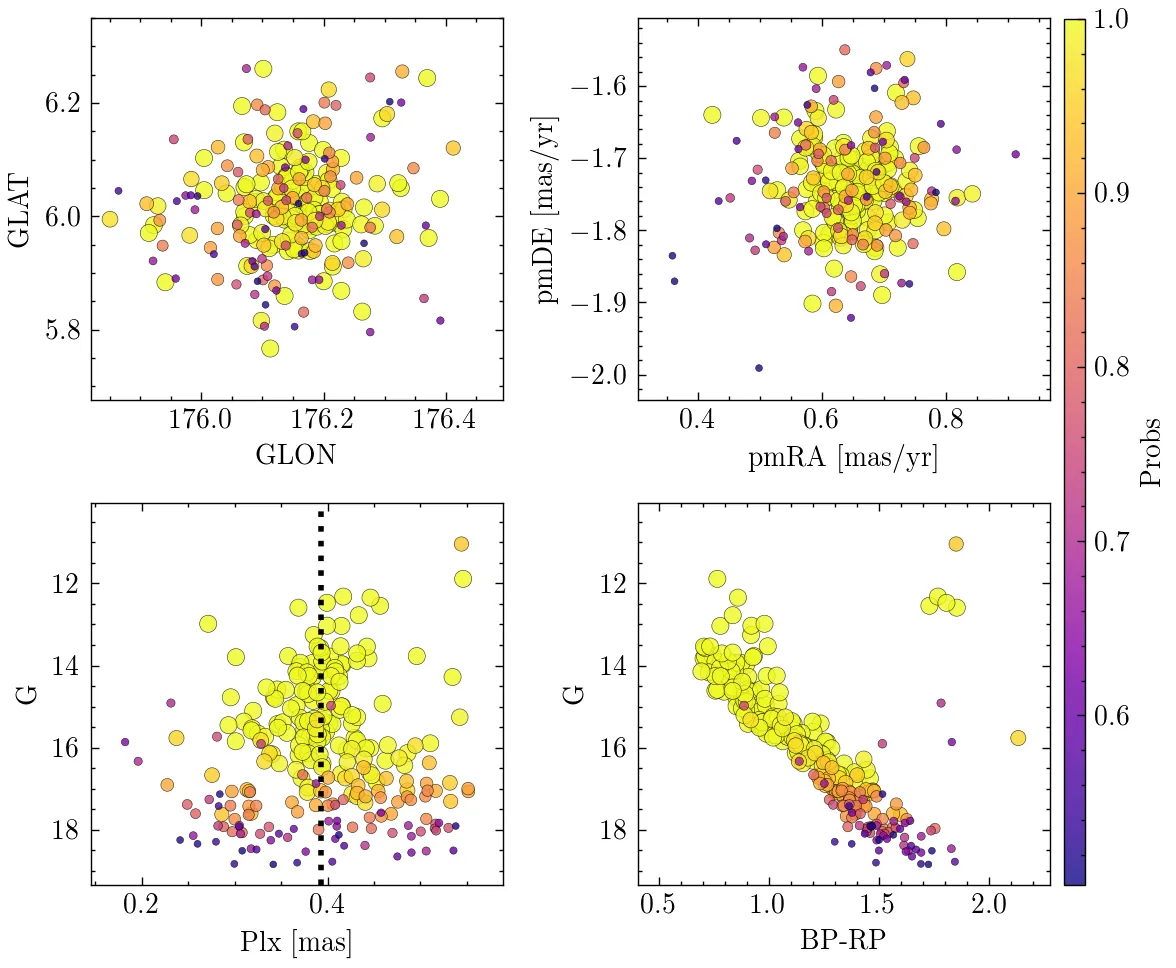 6.2
6.0
5.8
GLAT
176.0 176.2 176.4
GLON
−1.6
−1.7
−1.8
−1.9
−2.0
pmDE [mas/yr]
0.4 0.6 0.8
pmRA [mas/yr]
1.0
0.9
0.8
0.7
0.6
Probs
12
14
16
18
G
0.2 0.4
Plx [mas]
12
14
16
18
G
0.5 1.0 1.5 2.0
BP-RP